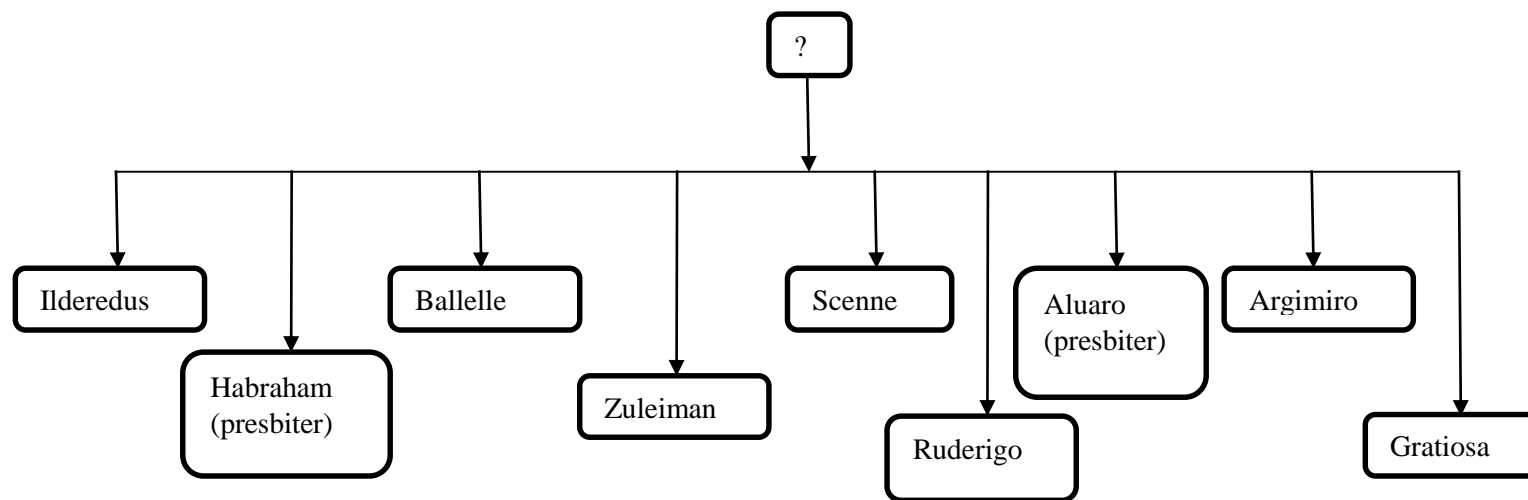 ?
Ilderedus
Habraham
(presbiter)
Ballelle
Zuleiman
Scenne
Ruderigo
Aluaro
(presbiter)
Argimiro
Gratiosa